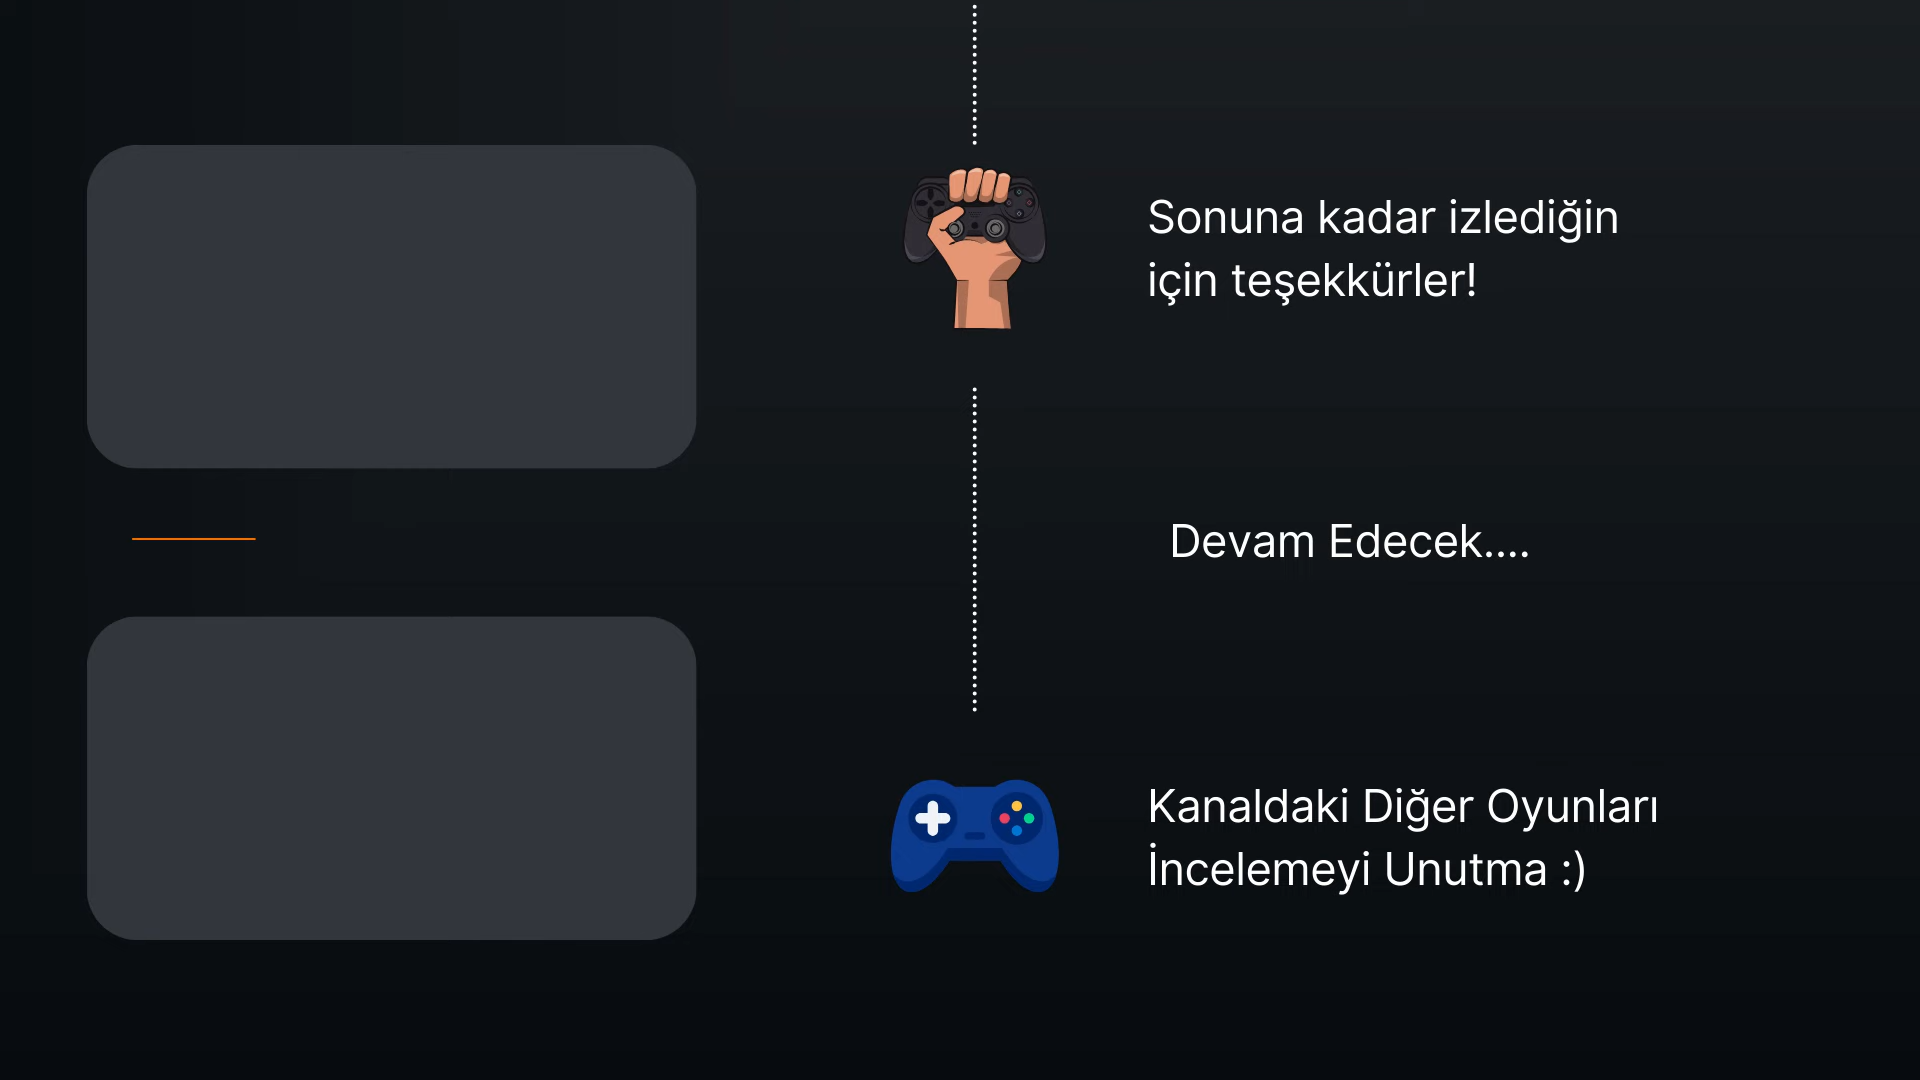 Sonuna kadar izlediğin
için teşekkürler!
Devam Edecek....
Kanaldaki Diğer Oyunları
İncelemeyi Unutma :)